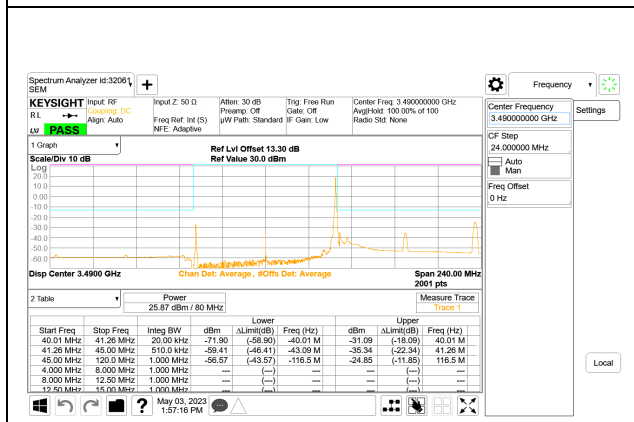 Spectrum Analyzer id:32061
SEM
Frequency
KEYSIGHT
RL
LXI PASS
Input: RF
Coupling: DC
Align: Auto
Input Z: 50 Ω
Freq Ref: Int (S)
NFE: Adaptive
Atten: 30 dB
Preamp: Off
µW Path: Standard
Trig: Free Run
Gate: Off
IF Gain: Low
Center Freq: 3.490000000 GHz
Avg|Hold: 100.00% of 100
Radio Std: None
Center Frequency
3.490000000 GHz
Settings
CF Step
24.000000 MHz
Auto
Man
Freq Offset
0 Hz
Local
1 Graph
Scale/Div 10 dB
Ref Lvl Offset 13.30 dB
Ref Value 30.0 dBm
Log
20.0
10.0
0.00
-10.0
-20.0
-30.0
-40.0
-50.0
-60.0
Disp Center 3.4900 GHz
Chan Det: Average , #Offs Det: Average
Span 240.00 MHz
2001 pts
2 Table
Power
25.87 dBm / 80 MHz
Measure Trace
Trace 1
Lower Upper
Start Freq Stop Freq Integ BW dBm ΔLimit(dB) Freq (Hz) dBm ΔLimit(dB) Freq (Hz)
40.01 MHz 41.26 MHz 20.00 kHz -71.90 (-58.90) -40.01 M -31.09 (-18.09) 40.01 M
41.26 MHz 45.00 MHz 510.0 kHz -59.41 (-46.41) -43.09 M -35.34 (-22.34) 41.26 M
45.00 MHz 120.0 MHz 1.000 MHz -56.57 (-43.57) -116.5 M -24.85 (-11.85) 116.5 M
4.000 MHz 8.000 MHz 1.000 MHz --- (---) --- --- (---) ---
8.000 MHz 12.50 MHz 1.000 MHz --- (---) --- --- (---) ---
12.50 MHz 15.00 MHz 1.000 MHz --- (---) --- --- (---) ---
?
May 03, 2023
1:57:16 PM